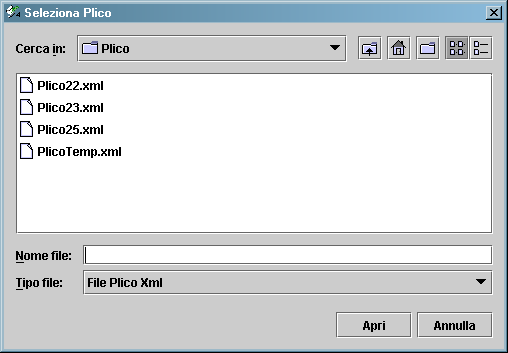 Seleziona Plico
Cerca in: Plico
Plico22.xml
Plico23.xml
Plico25.xml
PlicoTemp.xml
Nome file:
Tipo file: File Plico Xml
Apri Annulla